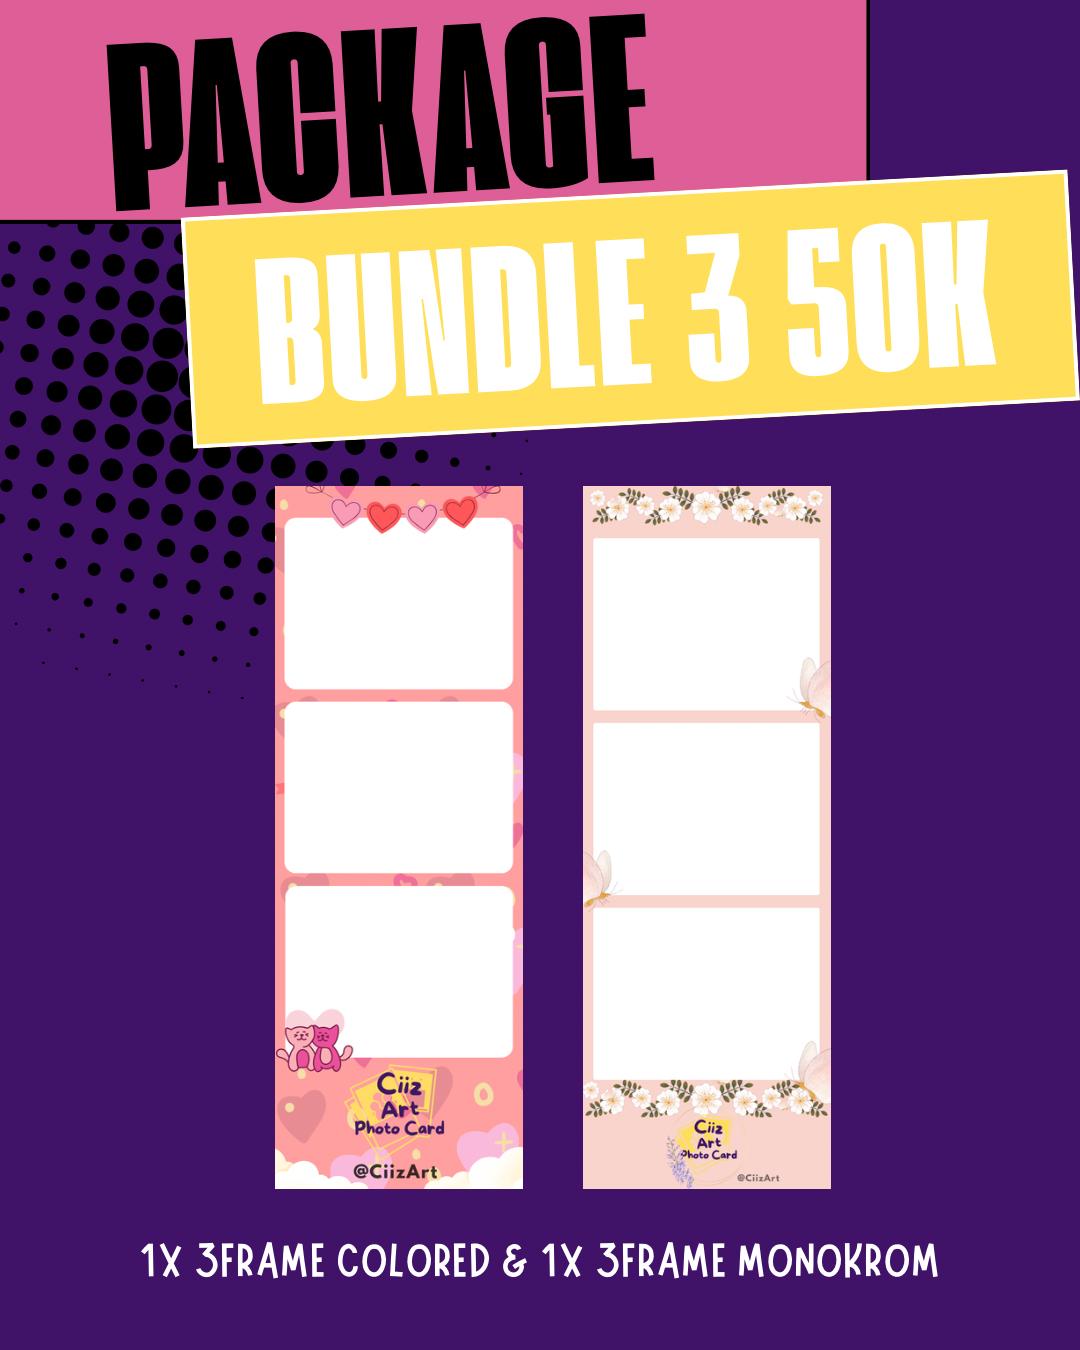 PACKAGE
BUNDLE 3 50K
Ciiz
Art
Photo Card
@CiizArt
Ciiz
Art
Photo Card
@CiizArt
1X 3FRAME COLORED & 1X 3FRAME MONOKROM